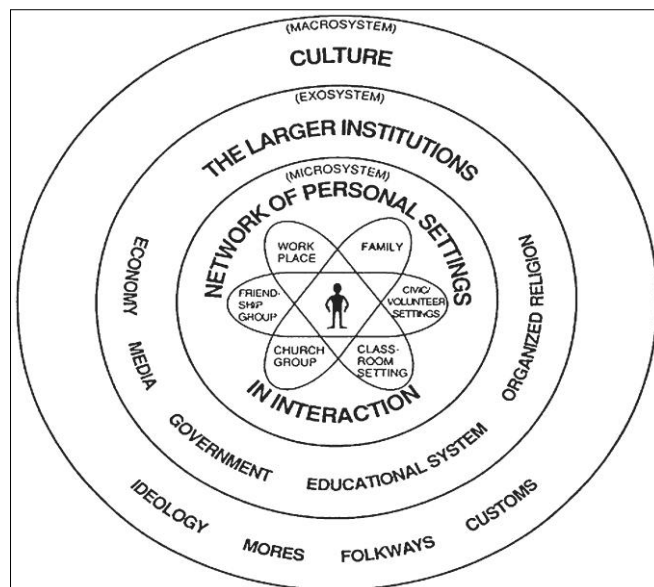 (MACROSYSTEM)
CULTURE
(EXOSYSTEM)
THE LARGER INSTITUTIONS
(MICROSYSTEM)
NETWORK OF PERSONAL SETTINGS
WORK
PLACE
FAMILY
FRIEND-
SHIP
GROUP
CIVIC/
VOLUNTEER
SETTINGS
CHURCH
GROUP
CLASS-
ROOM
SETTING
IN INTERACTION
ECONOMY
MEDIA
GOVERNMENT
EDUCATIONAL SYSTEM
ORGANIZED RELIGION
IDEOLOGY
MORES
FOLKWAYS
CUSTOMS